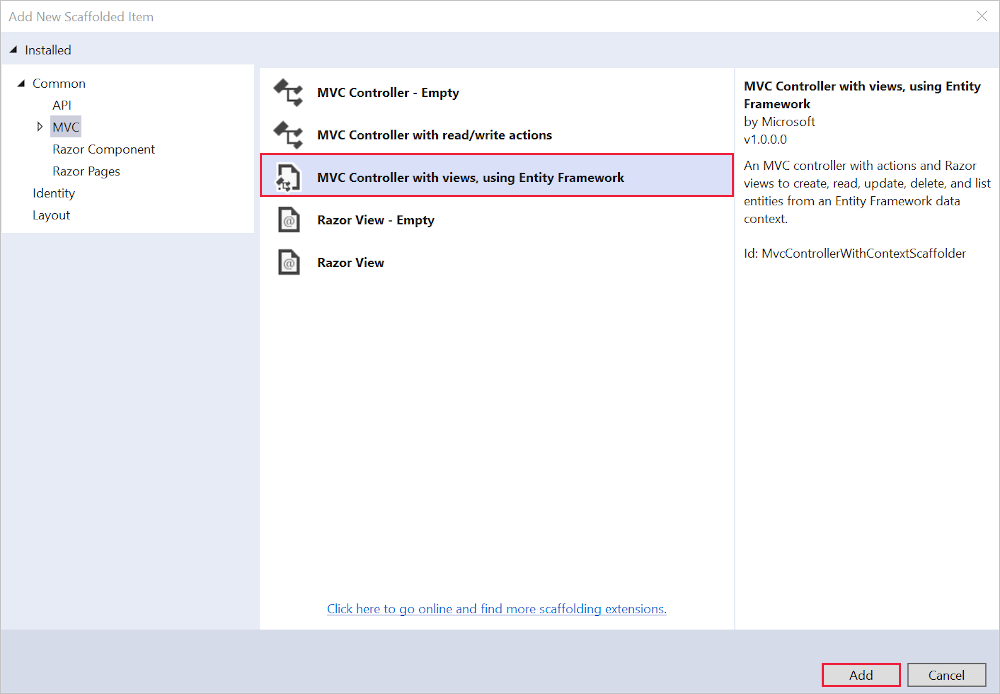 Add New Scaffolded Item
Installed
Common
API
MVC
Razor Component
Razor Pages
Identity
Layout
MVC Controller - Empty
MVC Controller with read/write actions
MVC Controller with views, using Entity Framework
Razor View - Empty
Razor View
Click here to go online and find more scaffolding extensions.
MVC Controller with views, using Entity
Framework
by Microsoft
v1.0.0.0
An MVC controller with actions and Razor
views to create, read, update, delete, and list
entities from an Entity Framework data
context.
Id: MvcControllerWithContextScaffolder
Add
Cancel